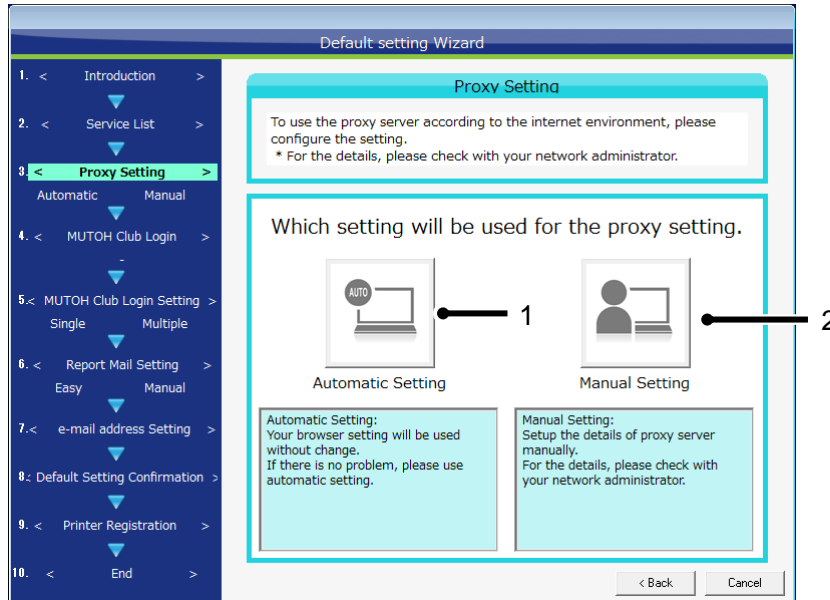 Default setting Wizard
1. < Introduction >
2. < Service List >
3. < Proxy Setting >
Automatic Manual
4. < MUTOH Club Login >
-
5.< MUTOH Club Login Setting >
Single Multiple
6. < Report Mail Setting >
Easy Manual
7.< e-mail address Setting >
8.< Default Setting Confirmation >
9. < Printer Registration >
10. < End >
Proxy Setting
To use the proxy server according to the internet environment, please
configure the setting.
* For the details, please check with your network administrator.
Which setting will be used for the proxy setting.
AUTO
1
2
Automatic Setting
Manual Setting
Automatic Setting:
Your browser setting will be used
without change.
If there is no problem, please use
automatic setting.
Manual Setting:
Setup the details of proxy server
manually.
For the details, please check with
your network administrator.
< Back
Cancel